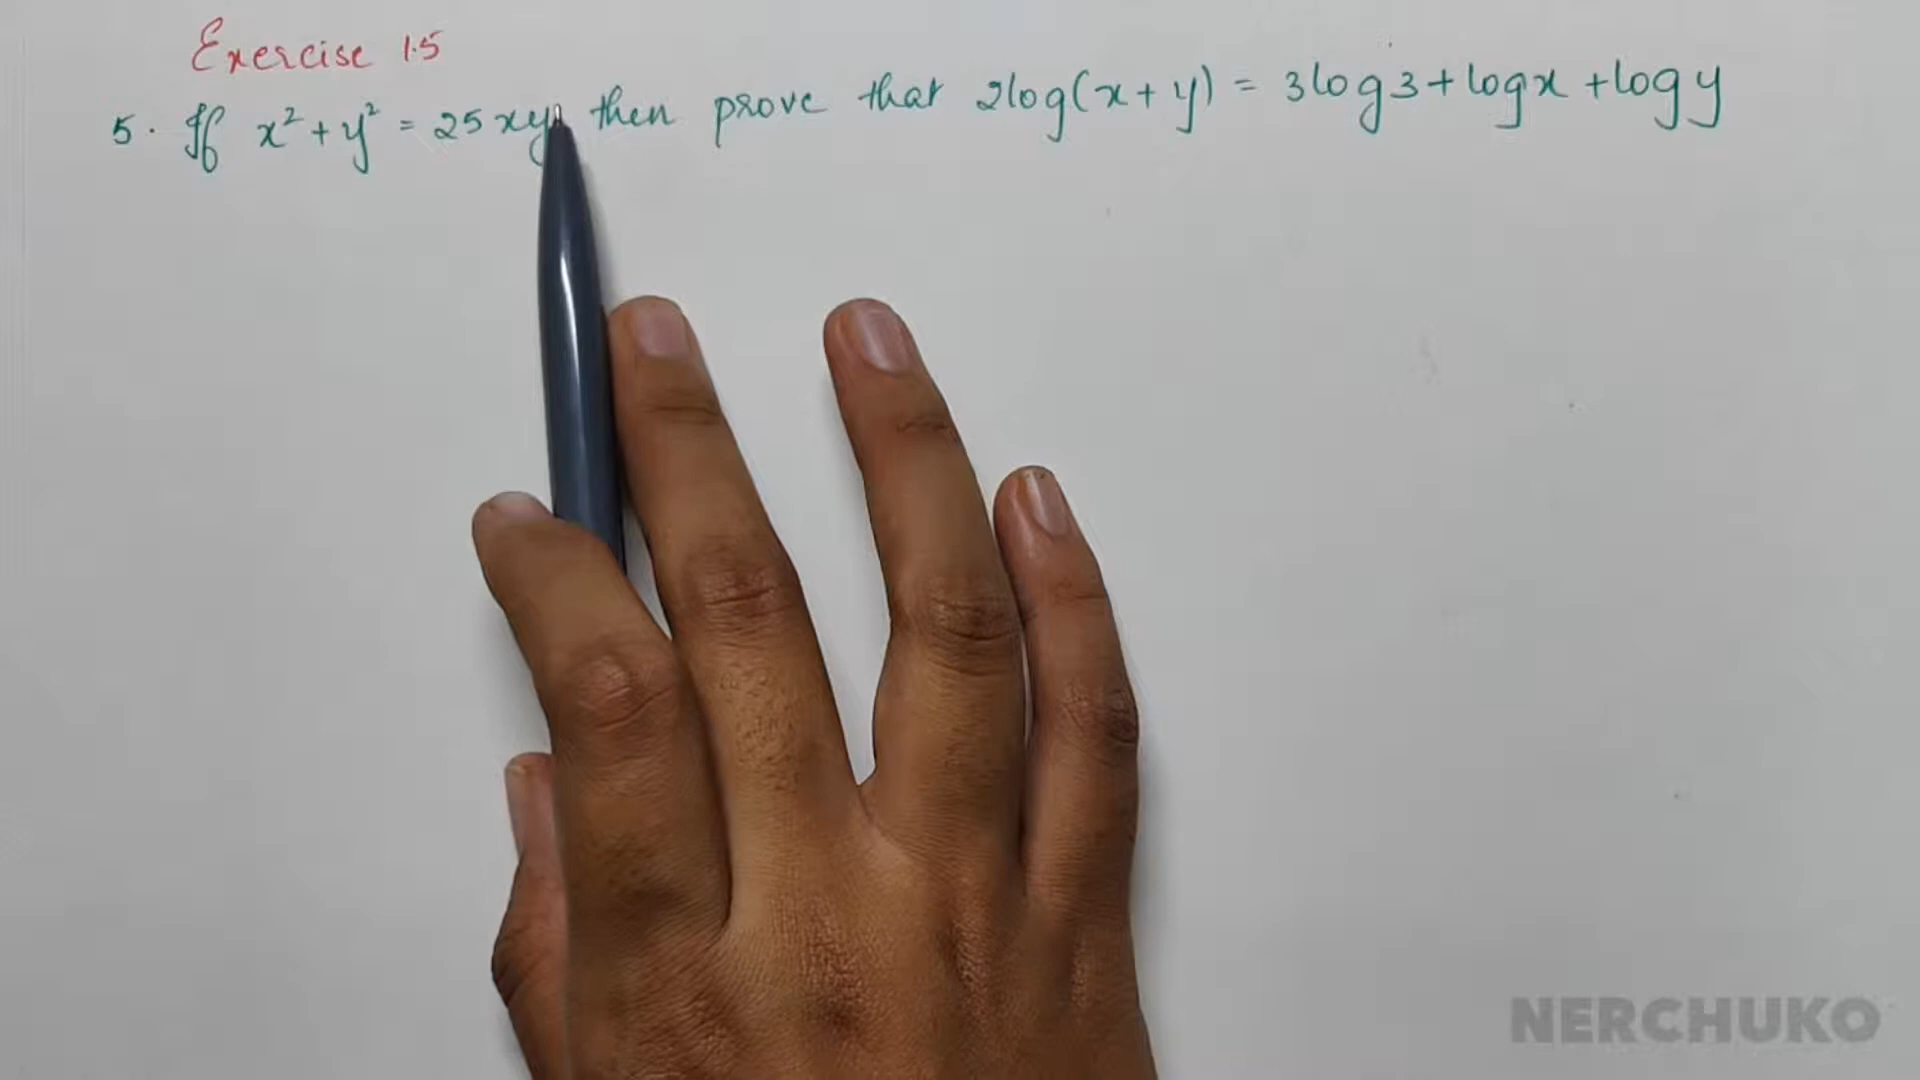 Exercise 1.5
5. If x² + y² = 25xy then prove that 2log(x + y) = 3log3 + logx + logy
NERCHUKO